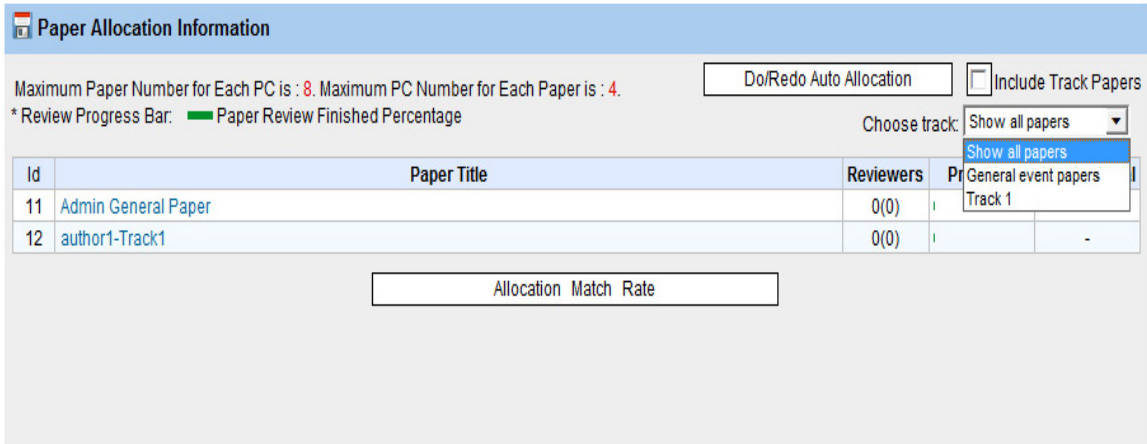 Paper Allocation Information
Maximum Paper Number for Each PC is : 8. Maximum PC Number for Each Paper is : 4.
Do/Redo Auto Allocation
Include Track Papers
* Review Progress Bar: Paper Review Finished Percentage
Choose track: Show all papers
Show all papers
General event papers
Track 1
Id Paper Title Reviewers
11 Admin General Paper 0(0)
12 author1-Track1 0(0) -
Allocation Match Rate